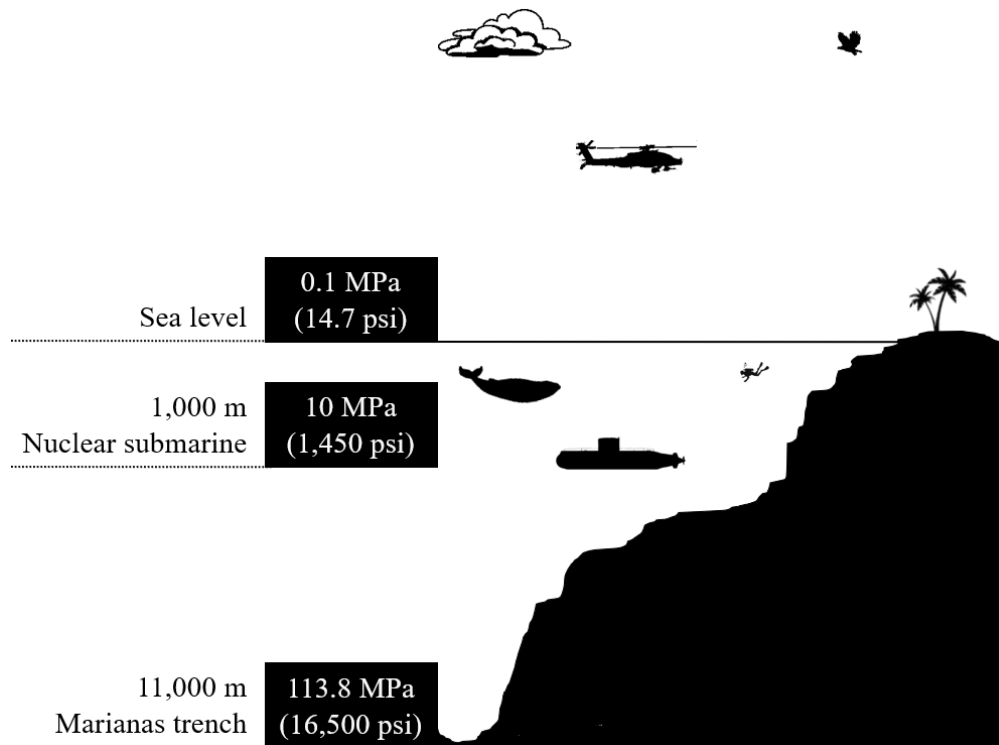 0.1 MPa
Sea level (14.7 psi)
1,000 m 10 MPa
Nuclear submarine (1,450 psi)
11,000 m 113.8 MPa
Marianas trench (16,500 psi)